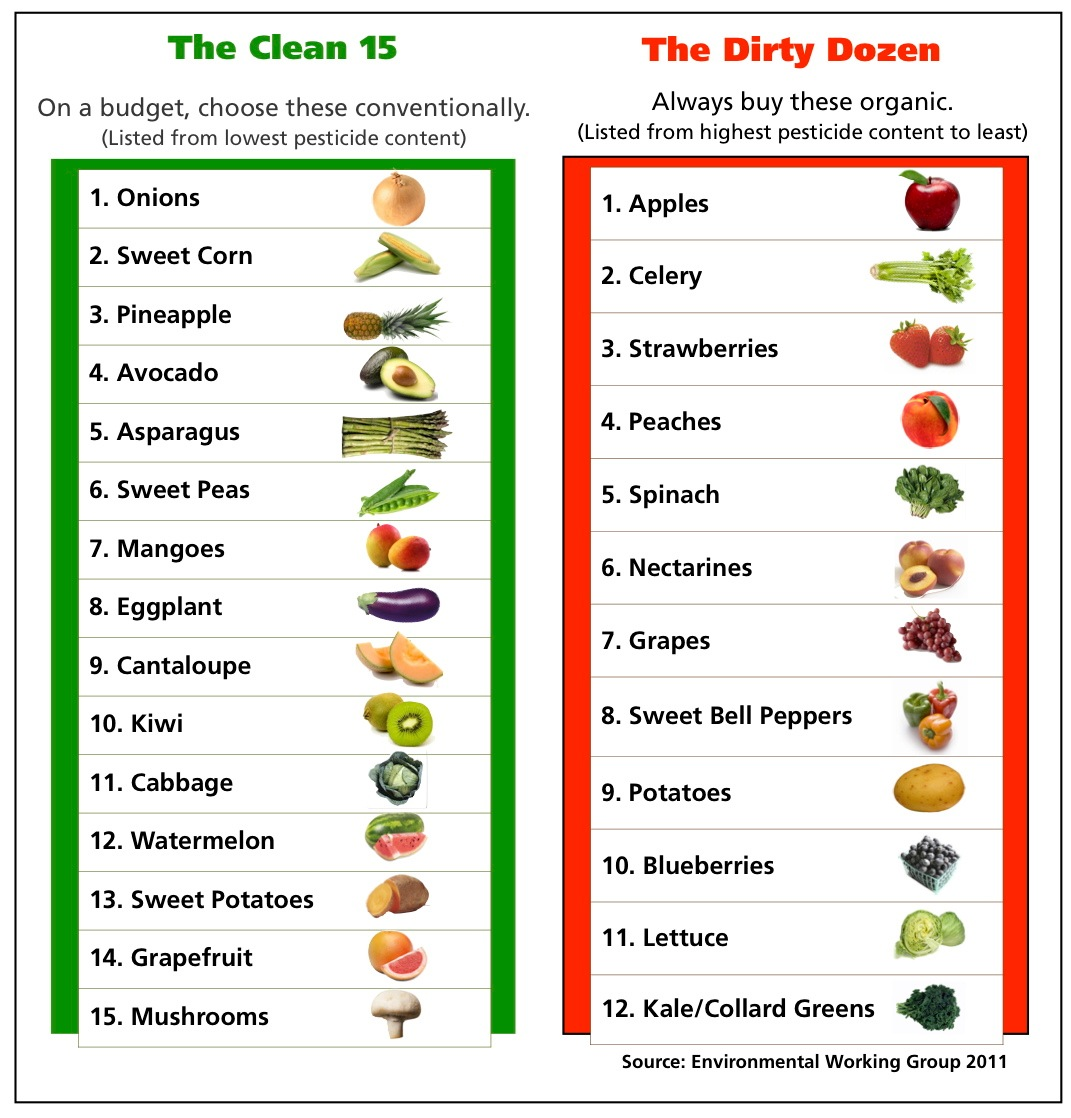 The Clean 15
On a budget, choose these conventionally.
(Listed from lowest pesticide content)
1. Onions
2. Sweet Corn
3. Pineapple
4. Avocado
5. Asparagus
6. Sweet Peas
7. Mangoes
8. Eggplant
9. Cantaloupe
10. Kiwi
11. Cabbage
12. Watermelon
13. Sweet Potatoes
14. Grapefruit
15. Mushrooms
The Dirty Dozen
Always buy these organic.
(Listed from highest pesticide content to least)
1. Apples
2. Celery
3. Strawberries
4. Peaches
5. Spinach
6. Nectarines
7. Grapes
8. Sweet Bell Peppers
9. Potatoes
10. Blueberries
11. Lettuce
12. Kale/Collard Greens
Source: Environmental Working Group 2011